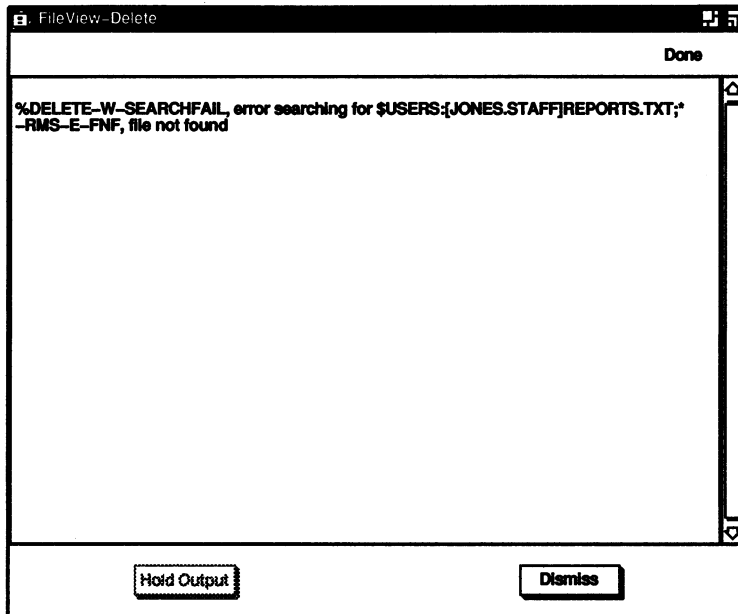 FileView–Delete
Done
%DELETE–W–SEARCHFAIL, error searching for $USERS:[JONES.STAFF]REPORTS.TXT;*
–RMS–E–FNF, file not found
Hold Output
Dismiss